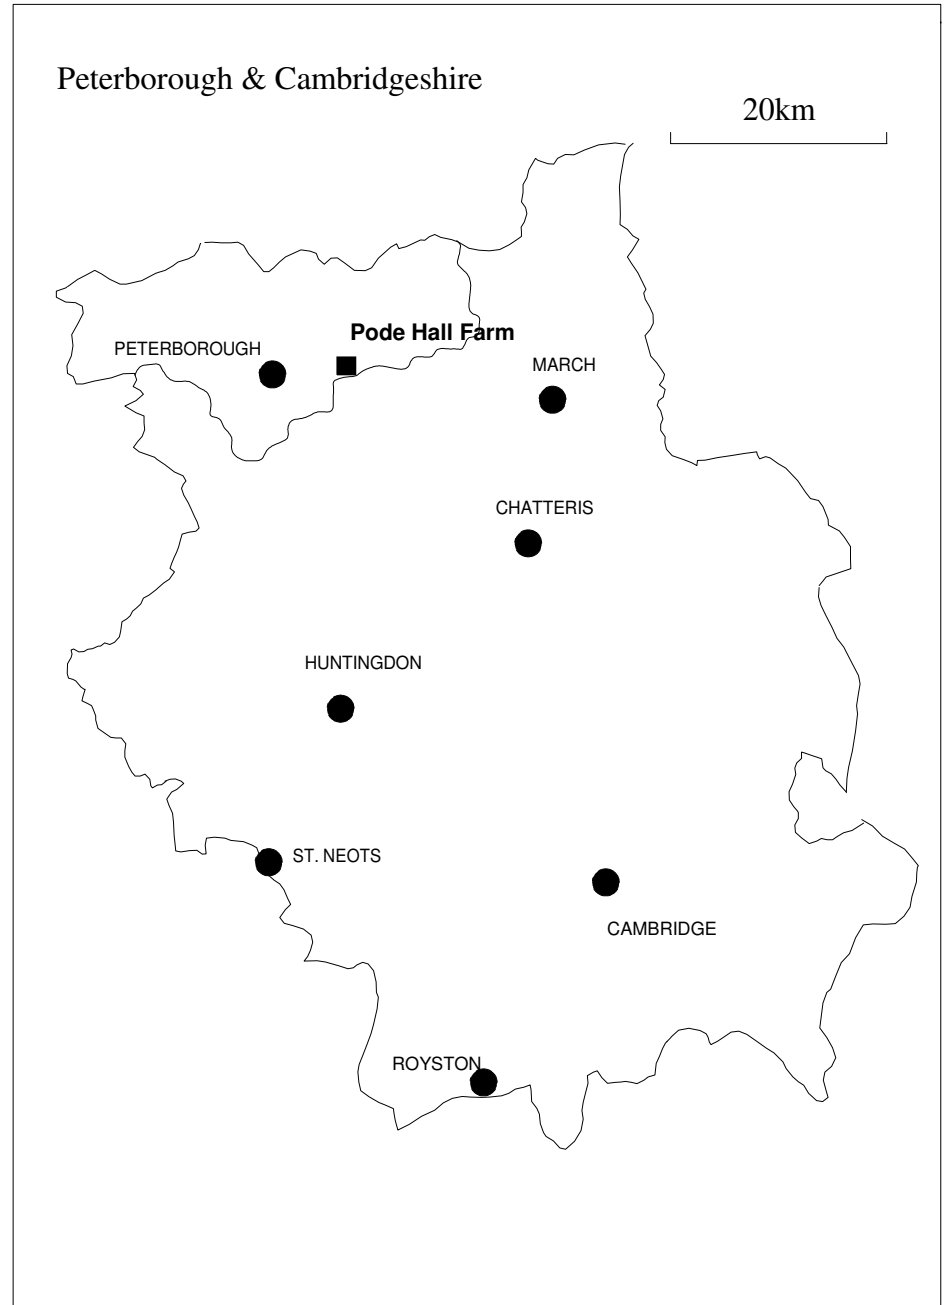 Peterborough & Cambridgeshire
20km
Pode Hall Farm
PETERBOROUGH
MARCH
CHATTERIS
HUNTINGDON
ST. NEOTS
CAMBRIDGE
ROYSTON